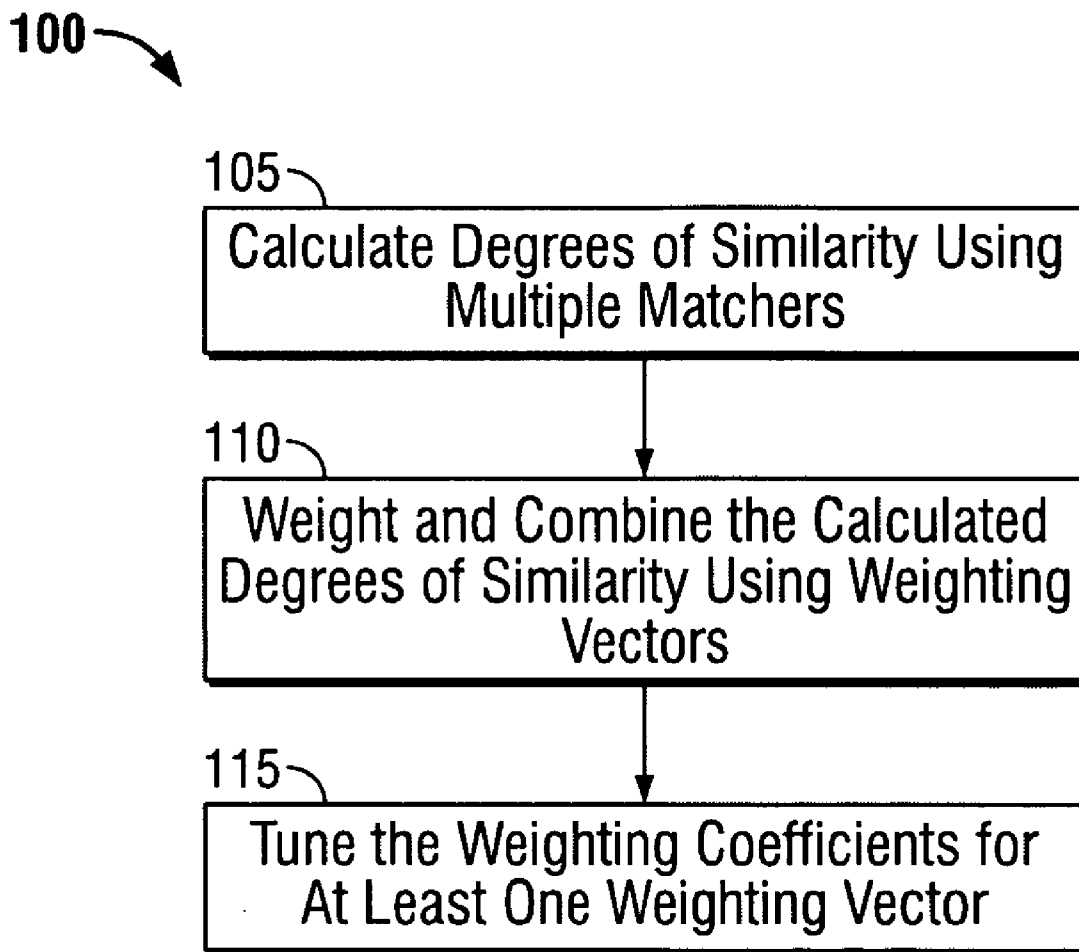 100
105
Calculate Degrees of Similarity Using
Multiple Matchers
110
Weight and Combine the Calculated
Degrees of Similarity Using Weighting
Vectors
115
Tune the Weighting Coefficients for
At Least One Weighting Vector